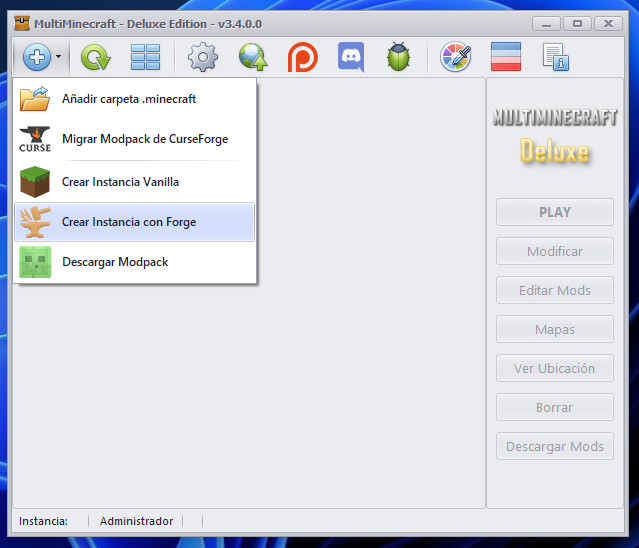 MultiMinecraft - Deluxe Edition - v3.4.0.0
Añadir carpeta .minecraft
CURSE
Migrar Modpack de CurseForge
Crear Instancia Vanilla
Crear Instancia con Forge
Descargar Modpack
MULTIMINECRAFT
Deluxe
PLAY
Modificar
Editar Mods
Mapas
Ver Ubicación
Borrar
Descargar Mods
Instancia: Administrador